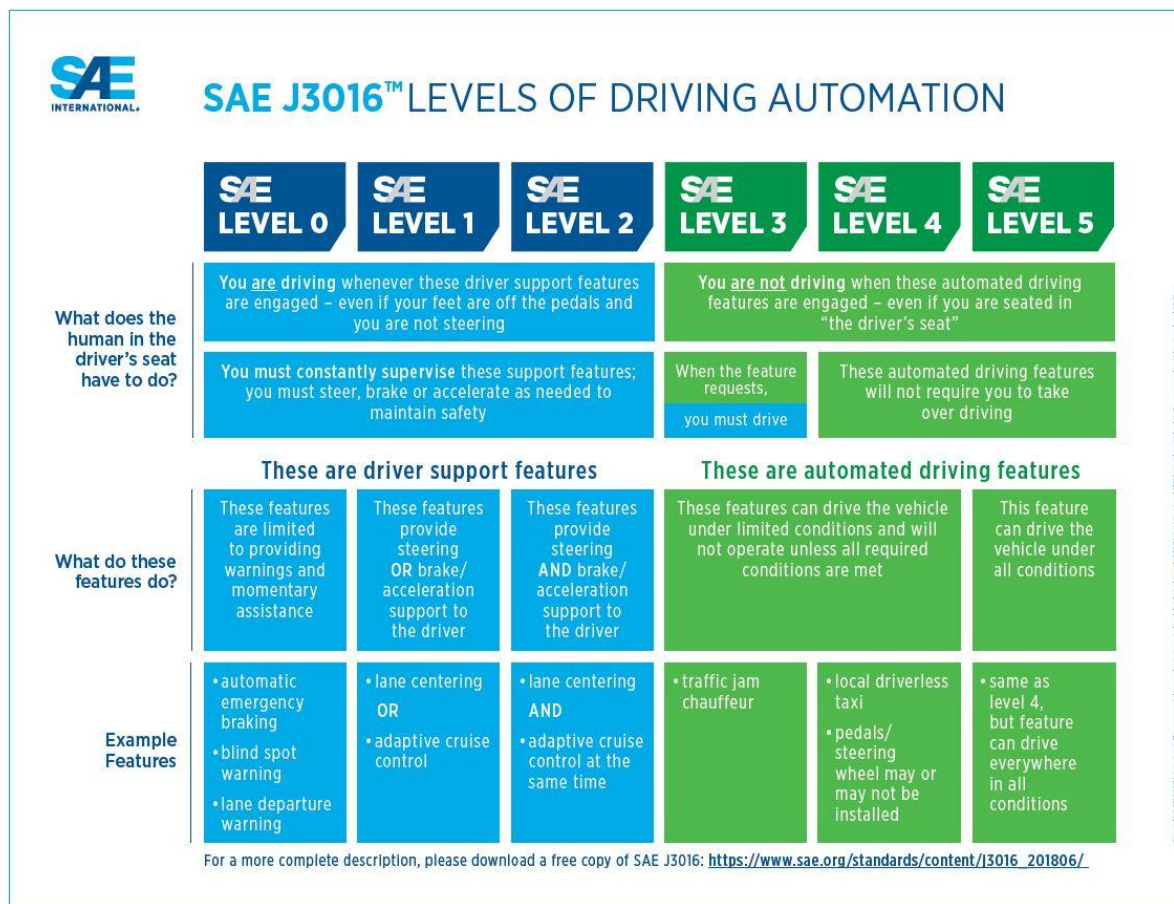 SAE
INTERNATIONAL®
SAE J3016™ LEVELS OF DRIVING AUTOMATION
SAE
LEVEL 0
SAE
LEVEL 1
SAE
LEVEL 2
SAE
LEVEL 3
SAE
LEVEL 4
SAE
LEVEL 5
What does the
human in the
driver's seat
have to do?
You are driving whenever these driver support features
are engaged – even if your feet are off the pedals and
you are not steering
You are not driving when these automated driving
features are engaged – even if you are seated in
"the driver's seat"
You must constantly supervise these support features;
you must steer, brake or accelerate as needed to
maintain safety
When the feature
requests,
you must drive
These automated driving features
will not require you to take
over driving
These are driver support features
These are automated driving features
What do these
features do?
These features
are limited
to providing
warnings and
momentary
assistance
These features
provide
steering
OR brake/
acceleration
support to
the driver
These features
provide
steering
AND brake/
acceleration
support to
the driver
These features can drive the vehicle
under limited conditions and will
not operate unless all required
conditions are met
This feature
can drive the
vehicle under
all conditions
Example
Features
•automatic
emergency
braking
•blind spot
warning
•lane departure
warning
•lane centering
OR
•adaptive cruise
control
•lane centering
AND
•adaptive cruise
control at the
same time
•traffic jam
chauffeur
•local driverless
taxi
•pedals/
steering
wheel may or
may not be
installed
•same as
level 4,
but feature
can drive
everywhere
in all
conditions
For a more complete description, please download a free copy of SAE J3016: https://www.sae.org/standards/content/j3016_201806/